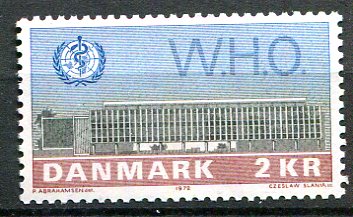 W.H.O.
DANMARK 2 KR
P. ABRAHAMSEN del. 1972 CZESLAW SLANIA sc.